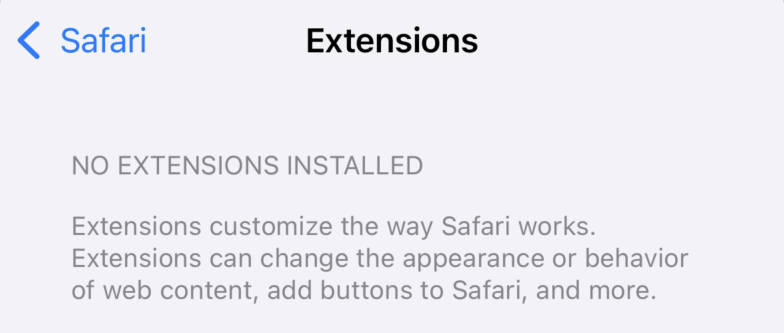 Safari
Extensions
NO EXTENSIONS INSTALLED
Extensions customize the way Safari works.
Extensions can change the appearance or behavior
of web content, add buttons to Safari, and more.